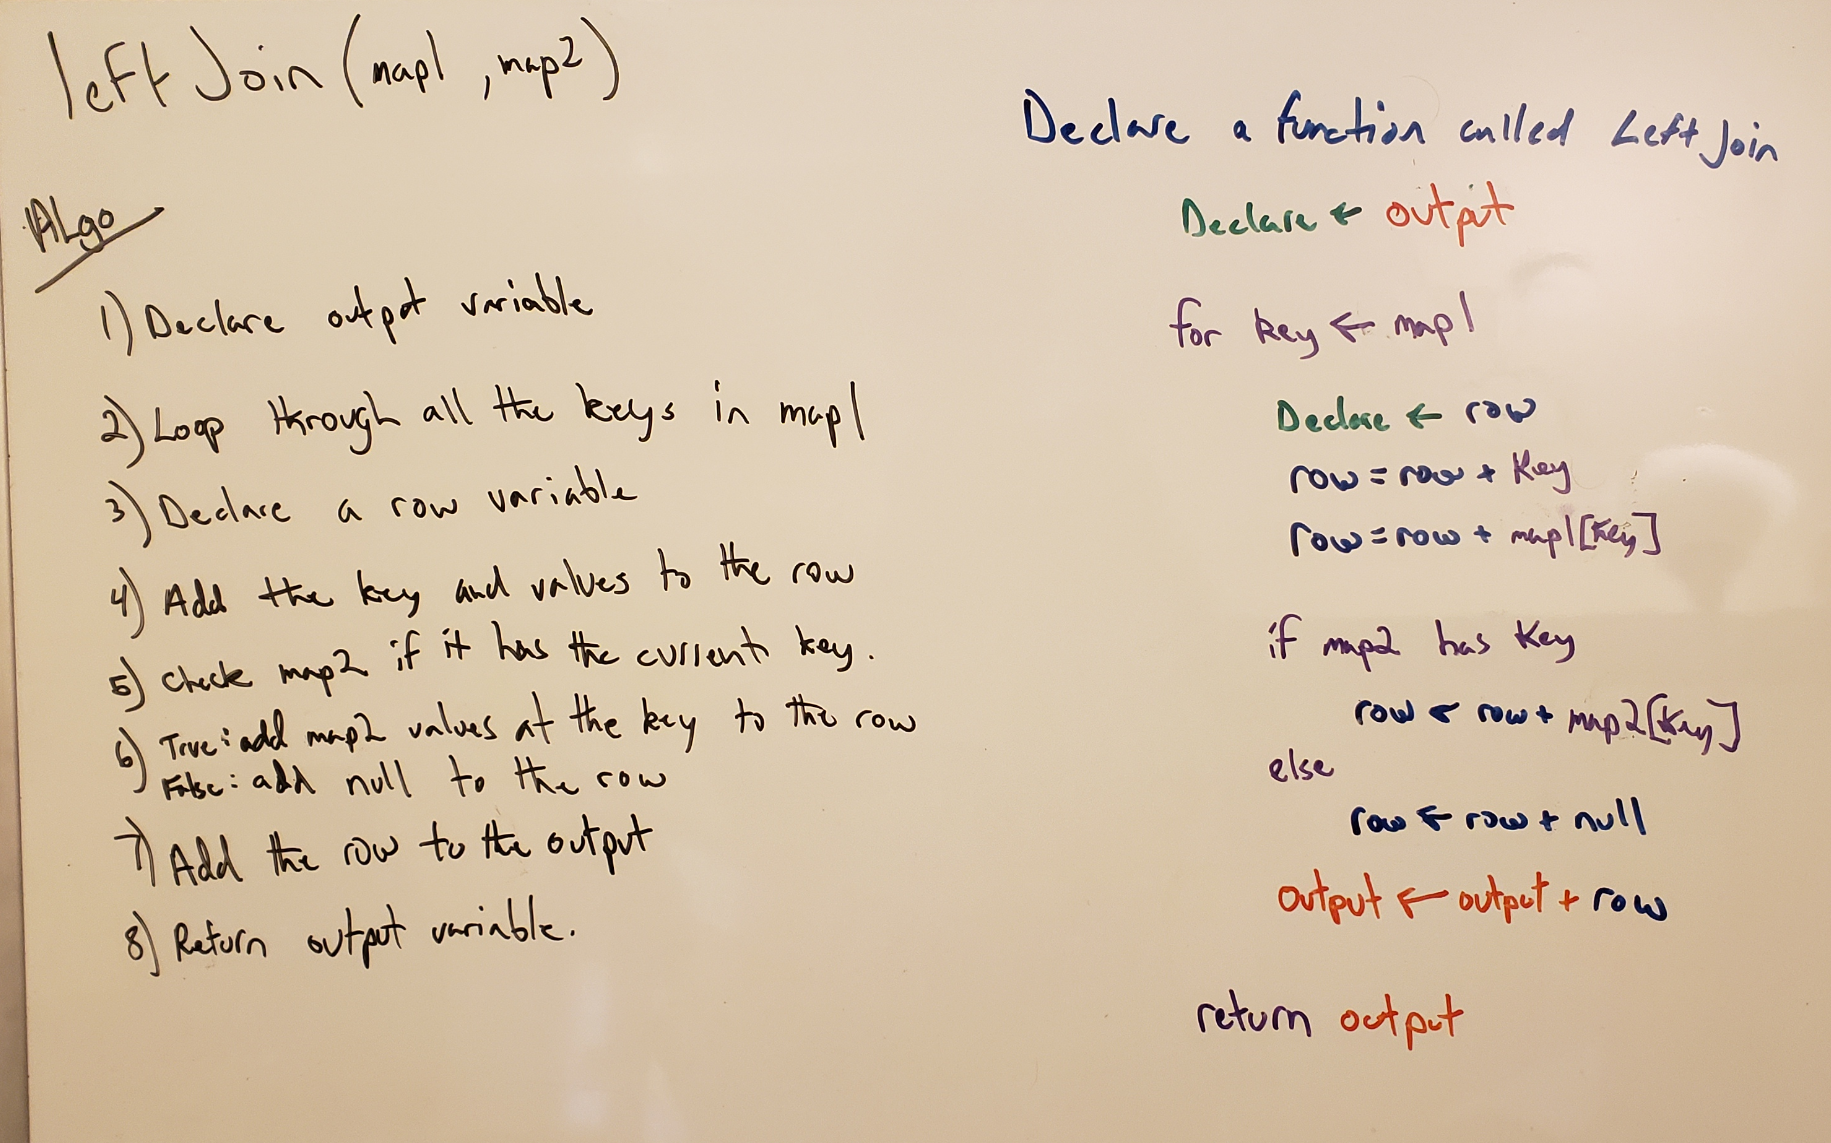 left Join (map1, map2)
ALgo
1) Declare output variable
2) Loop through all the keys in map1
3) Declare a row variable
4) Add the key and values to the row
5) check map2 if it has the current key.
6) True: add map2 values at the key to the row
False: add null to the row
7) Add the row to the output
8) Return output variable.
Declare a function called Left Join
Declare ← output
for key ← map1
Declare ← row
row = row + Key
row = row + map1[Key]
if map2 has Key
row ← row + map2[Key]
else
row ← row + null
output ← output + row
return output